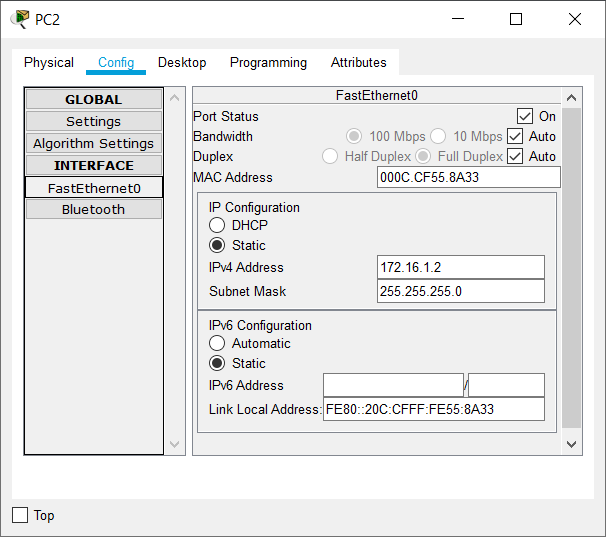 PC2
Physical Config Desktop Programming Attributes
GLOBAL
Settings
Algorithm Settings
INTERFACE
FastEthernet0
Bluetooth
FastEthernet0
Port Status On
Bandwidth 100 Mbps 10 Mbps Auto
Duplex Half Duplex Full Duplex Auto
MAC Address 000C.CF55.8A33
IP Configuration
DHCP
Static
IPv4 Address 172.16.1.2
Subnet Mask 255.255.255.0
IPv6 Configuration
Automatic
Static
IPv6 Address /
Link Local Address: FE80::20C:CFFF:FE55:8A33
Top